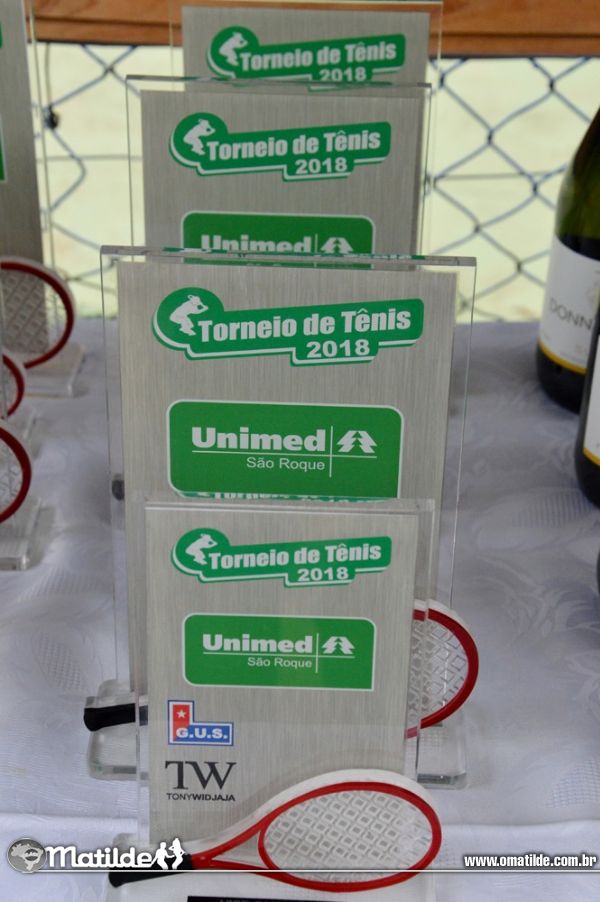 Torneio de Tênis
2018
Torneio de Tênis
2018
Unimed
Torneio de Tênis
2018
Unimed
São Roque
Torneio de Tênis
2018
Unimed
São Roque
G.U.S.
TW
TONYWIDJAJA
DONN
Matilde
www.omatilde.com.br